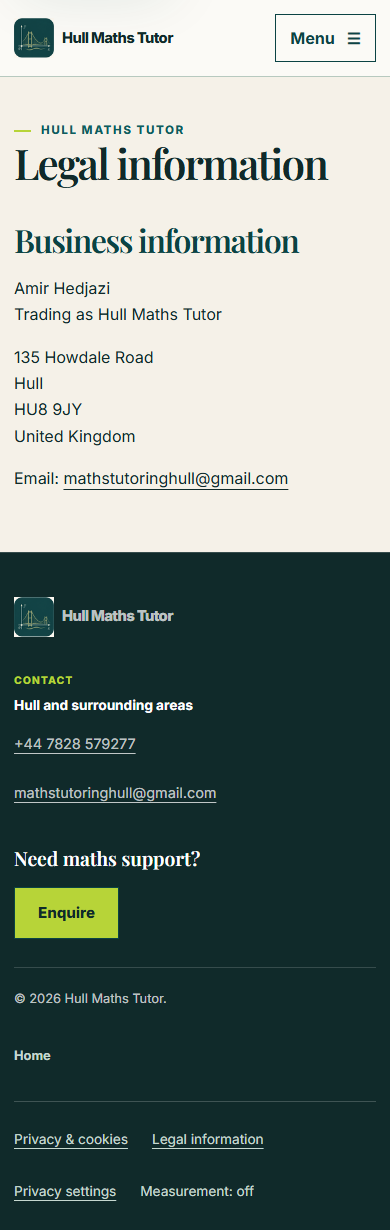 Hull Maths Tutor
Menu ☰
HULL MATHS TUTOR
Legal information
Business information
Amir Hedjazi
Trading as Hull Maths Tutor
135 Howdale Road
Hull
HU8 9JY
United Kingdom
Email: mathstutoringhull@gmail.com
Hull Maths Tutor
CONTACT
Hull and surrounding areas
+44 7828 579277
mathstutoringhull@gmail.com
Need maths support?
Enquire
© 2026 Hull Maths Tutor.
Home
Privacy & cookies Legal information
Privacy settings Measurement: off